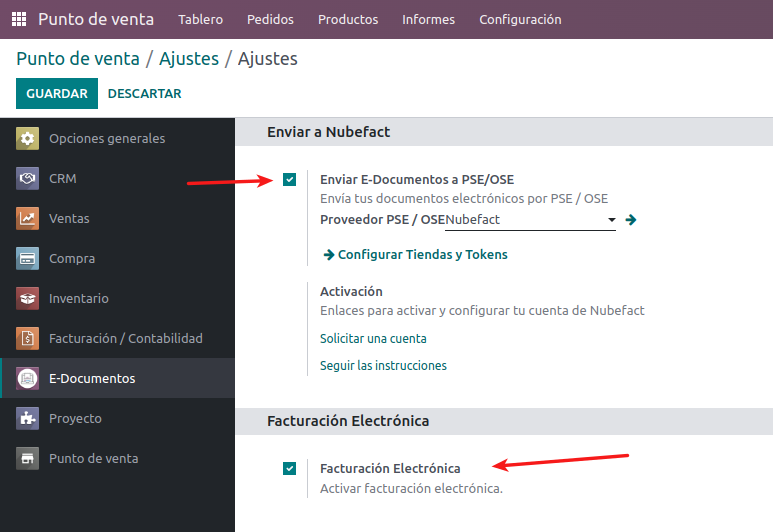 Punto de venta Tablero Pedidos Productos Informes Configuración
Punto de venta / Ajustes / Ajustes
GUARDAR DESCARTAR
Opciones generales
CRM
Ventas
Compra
Inventario
Facturación / Contabilidad
E-Documentos
Proyecto
Punto de venta
Enviar a Nubefact
Enviar E-Documentos a PSE/OSE
Envía tus documentos electrónicos por PSE / OSE
Proveedor PSE / OSE Nubefact
Configurar Tiendas y Tokens
Activación
Enlaces para activar y configurar tu cuenta de Nubefact
Solicitar una cuenta
Seguir las instrucciones
Facturación Electrónica
Facturación Electrónica
Activar facturación electrónica.